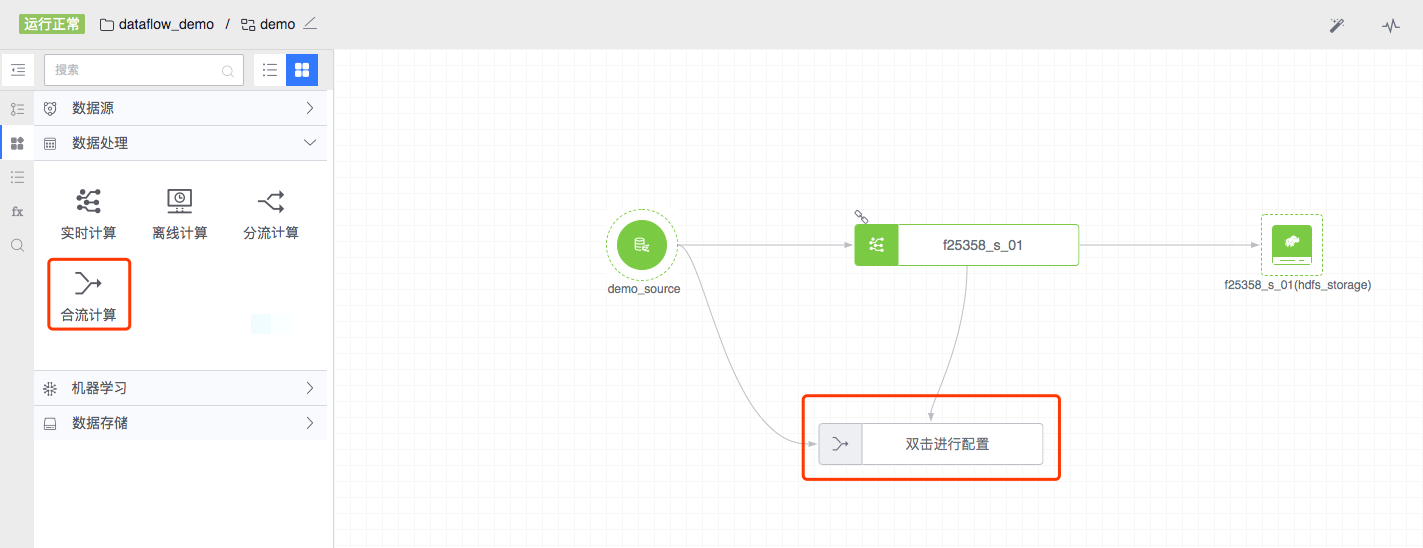 运行正常 dataflow_demo / demo
搜索
数据源
数据处理
实时计算 离线计算 分流计算
合流计算
fx
机器学习
数据存储
demo_source
f25358_s_01
f25358_s_01(hdfs_storage)
双击进行配置